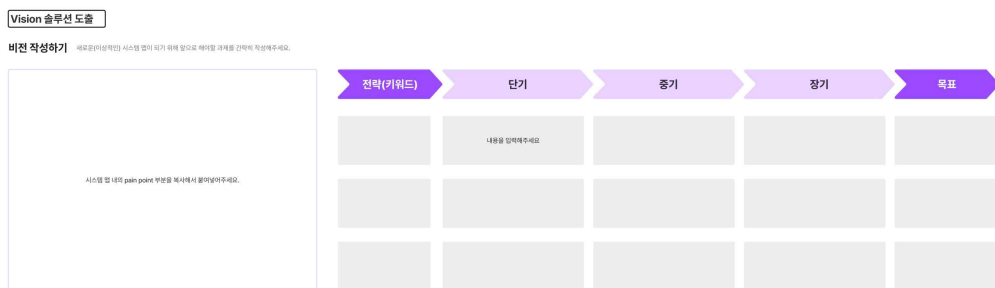 Vision 솔루션 도출
비전 작성하기 새로운(이상적인) 시스템 맵이 되기 위해 앞으로 해야할 과제를 간략히 작성해주세요.
전략(키워드) 단기 중기 장기 목표
내용을 입력해주세요
시스템 맵 내의 pain point 부분을 복사해서 붙여넣어주세요.